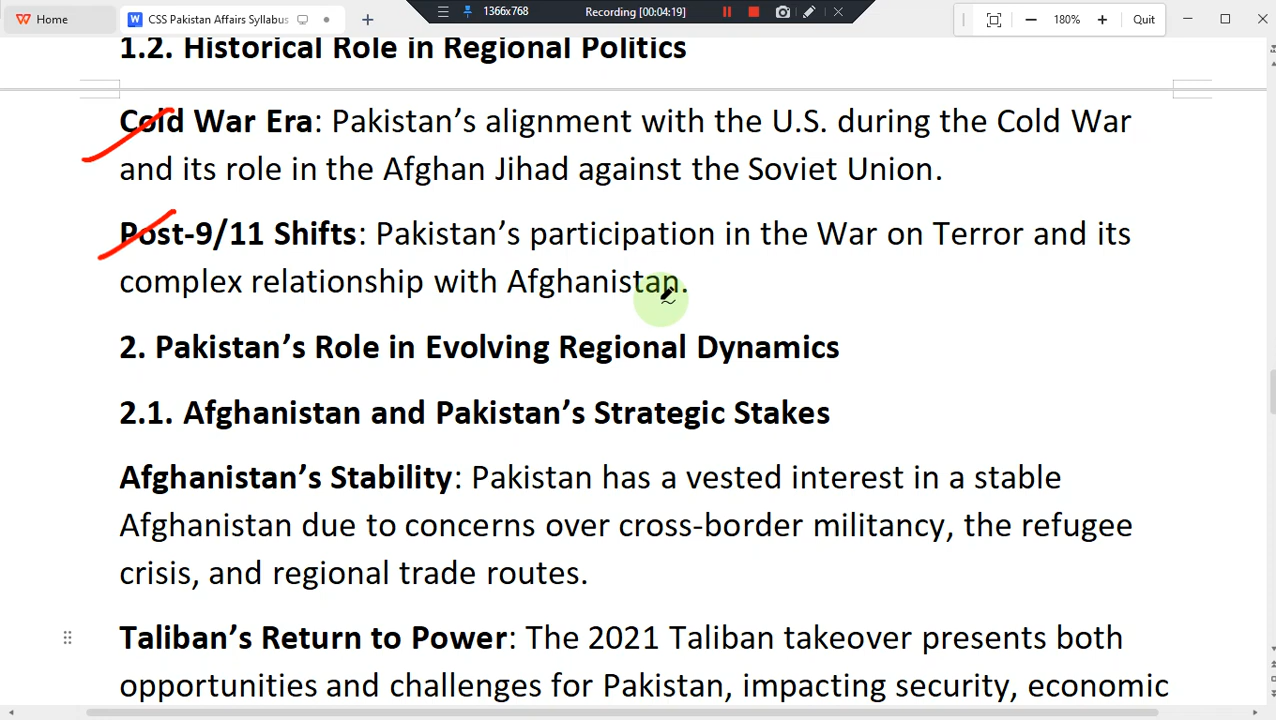 Home
CSS Pakistan Affairs Syllabus
1366x768
Recording [00:04:19]
180%
Quit
1.2. Historical Role in Regional Politics
Cold War Era: Pakistan’s alignment with the U.S. during the Cold War
and its role in the Afghan Jihad against the Soviet Union.
Post-9/11 Shifts: Pakistan’s participation in the War on Terror and its
complex relationship with Afghanistan.
2. Pakistan’s Role in Evolving Regional Dynamics
2.1. Afghanistan and Pakistan’s Strategic Stakes
Afghanistan’s Stability: Pakistan has a vested interest in a stable
Afghanistan due to concerns over cross-border militancy, the refugee
crisis, and regional trade routes.
Taliban’s Return to Power: The 2021 Taliban takeover presents both
opportunities and challenges for Pakistan, impacting security, economic